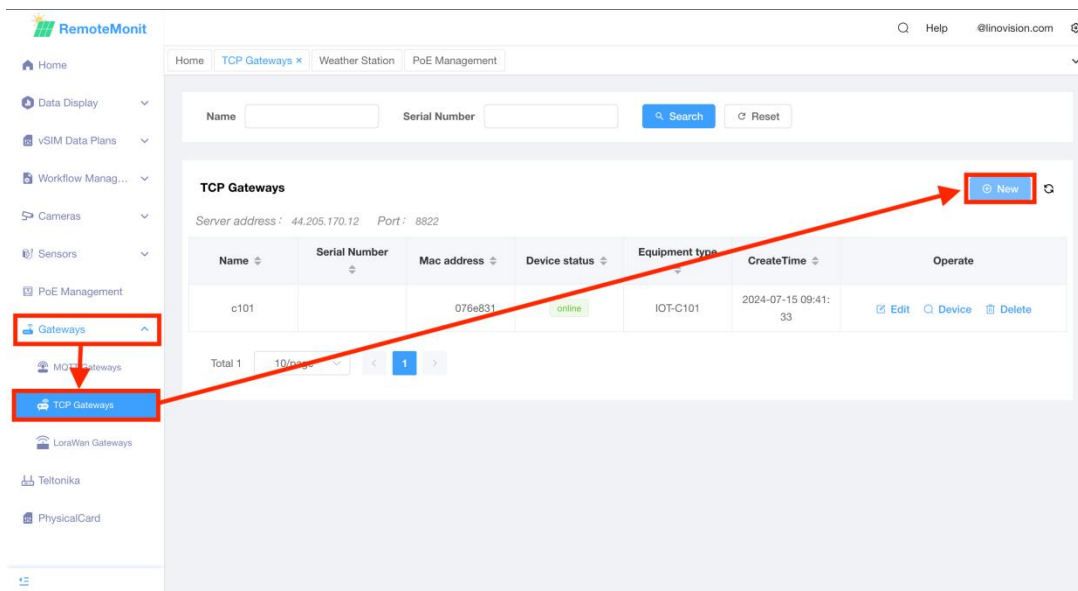 RemoteMonit
Help @linovision.com
Home
Data Display
vSIM Data Plans
Workflow Manag...
Cameras
Sensors
PoE Management
Gateways
MQTT Gateways
TCP Gateways
LoraWan Gateways
Teltonika
PhysicalCard
Home TCP Gateways × Weather Station PoE Management
Name Serial Number Search Reset
TCP Gateways New
Server address: 44.205.170.12 Port: 8822
Name Serial Number Mac address Device status Equipment type CreateTime Operate
c101 076e831 online IOT-C101 2024-07-15 09:41:
33 Edit Device Delete
Total 1 10/page < 1 >